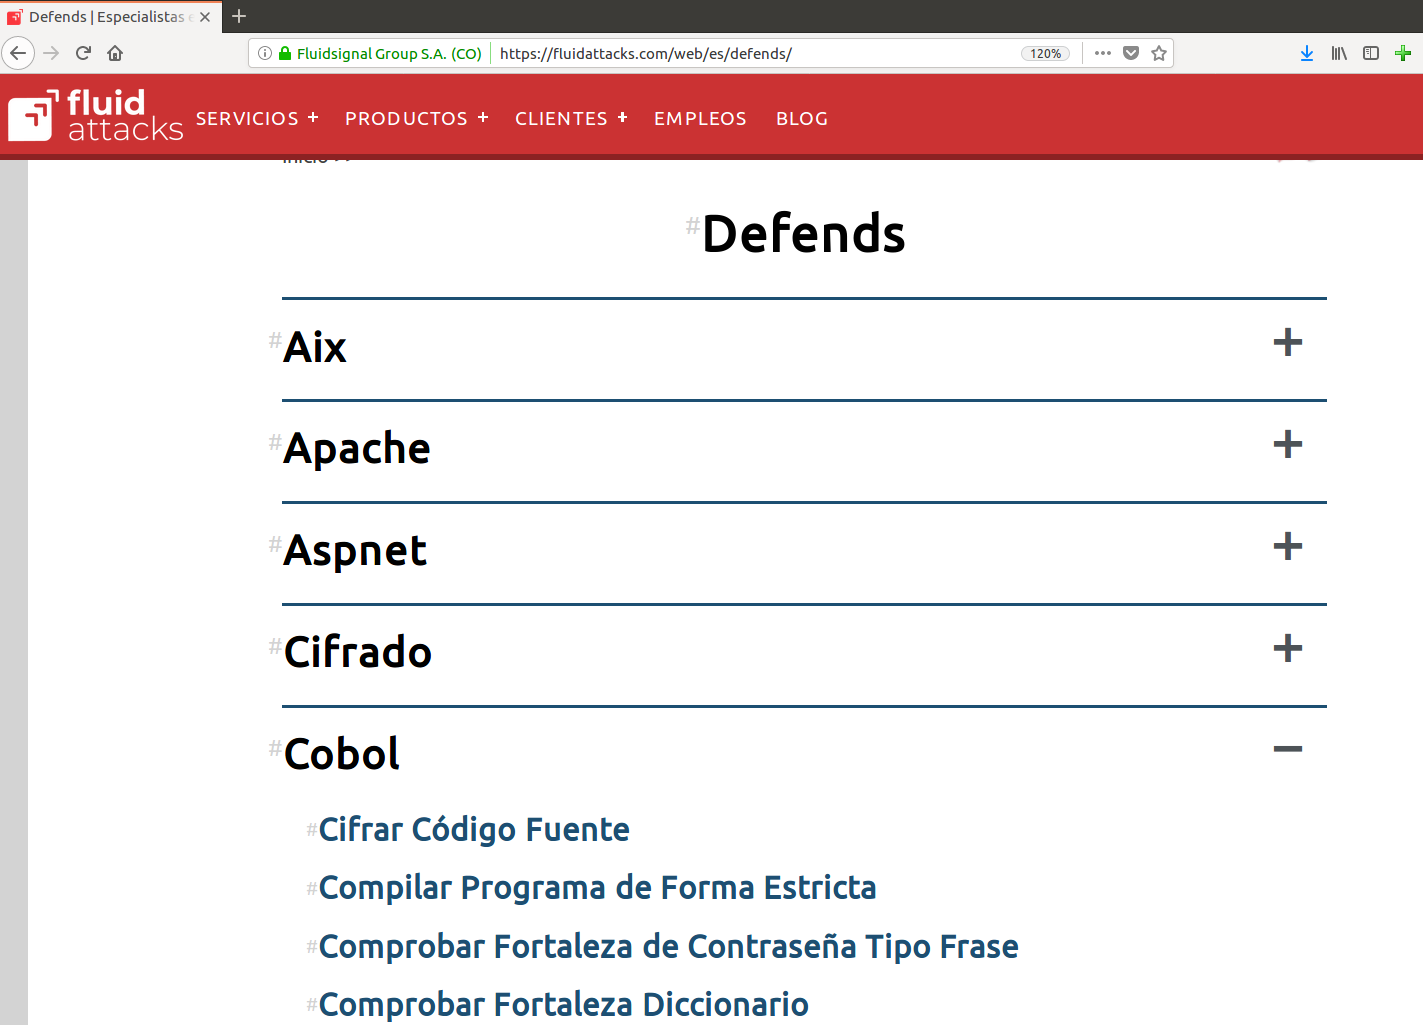 Defends | Especialistas e
Fluidsignal Group S.A. (CO) https://fluidattacks.com/web/es/defends/ 120%
fluid
attacks
SERVICIOS + PRODUCTOS + CLIENTES + EMPLEOS BLOG
#Defends
#Aix
#Apache
#Aspnet
#Cifrado
#Cobol
#Cifrar Código Fuente
#Compilar Programa de Forma Estricta
#Comprobar Fortaleza de Contraseña Tipo Frase
#Comprobar Fortaleza Diccionario